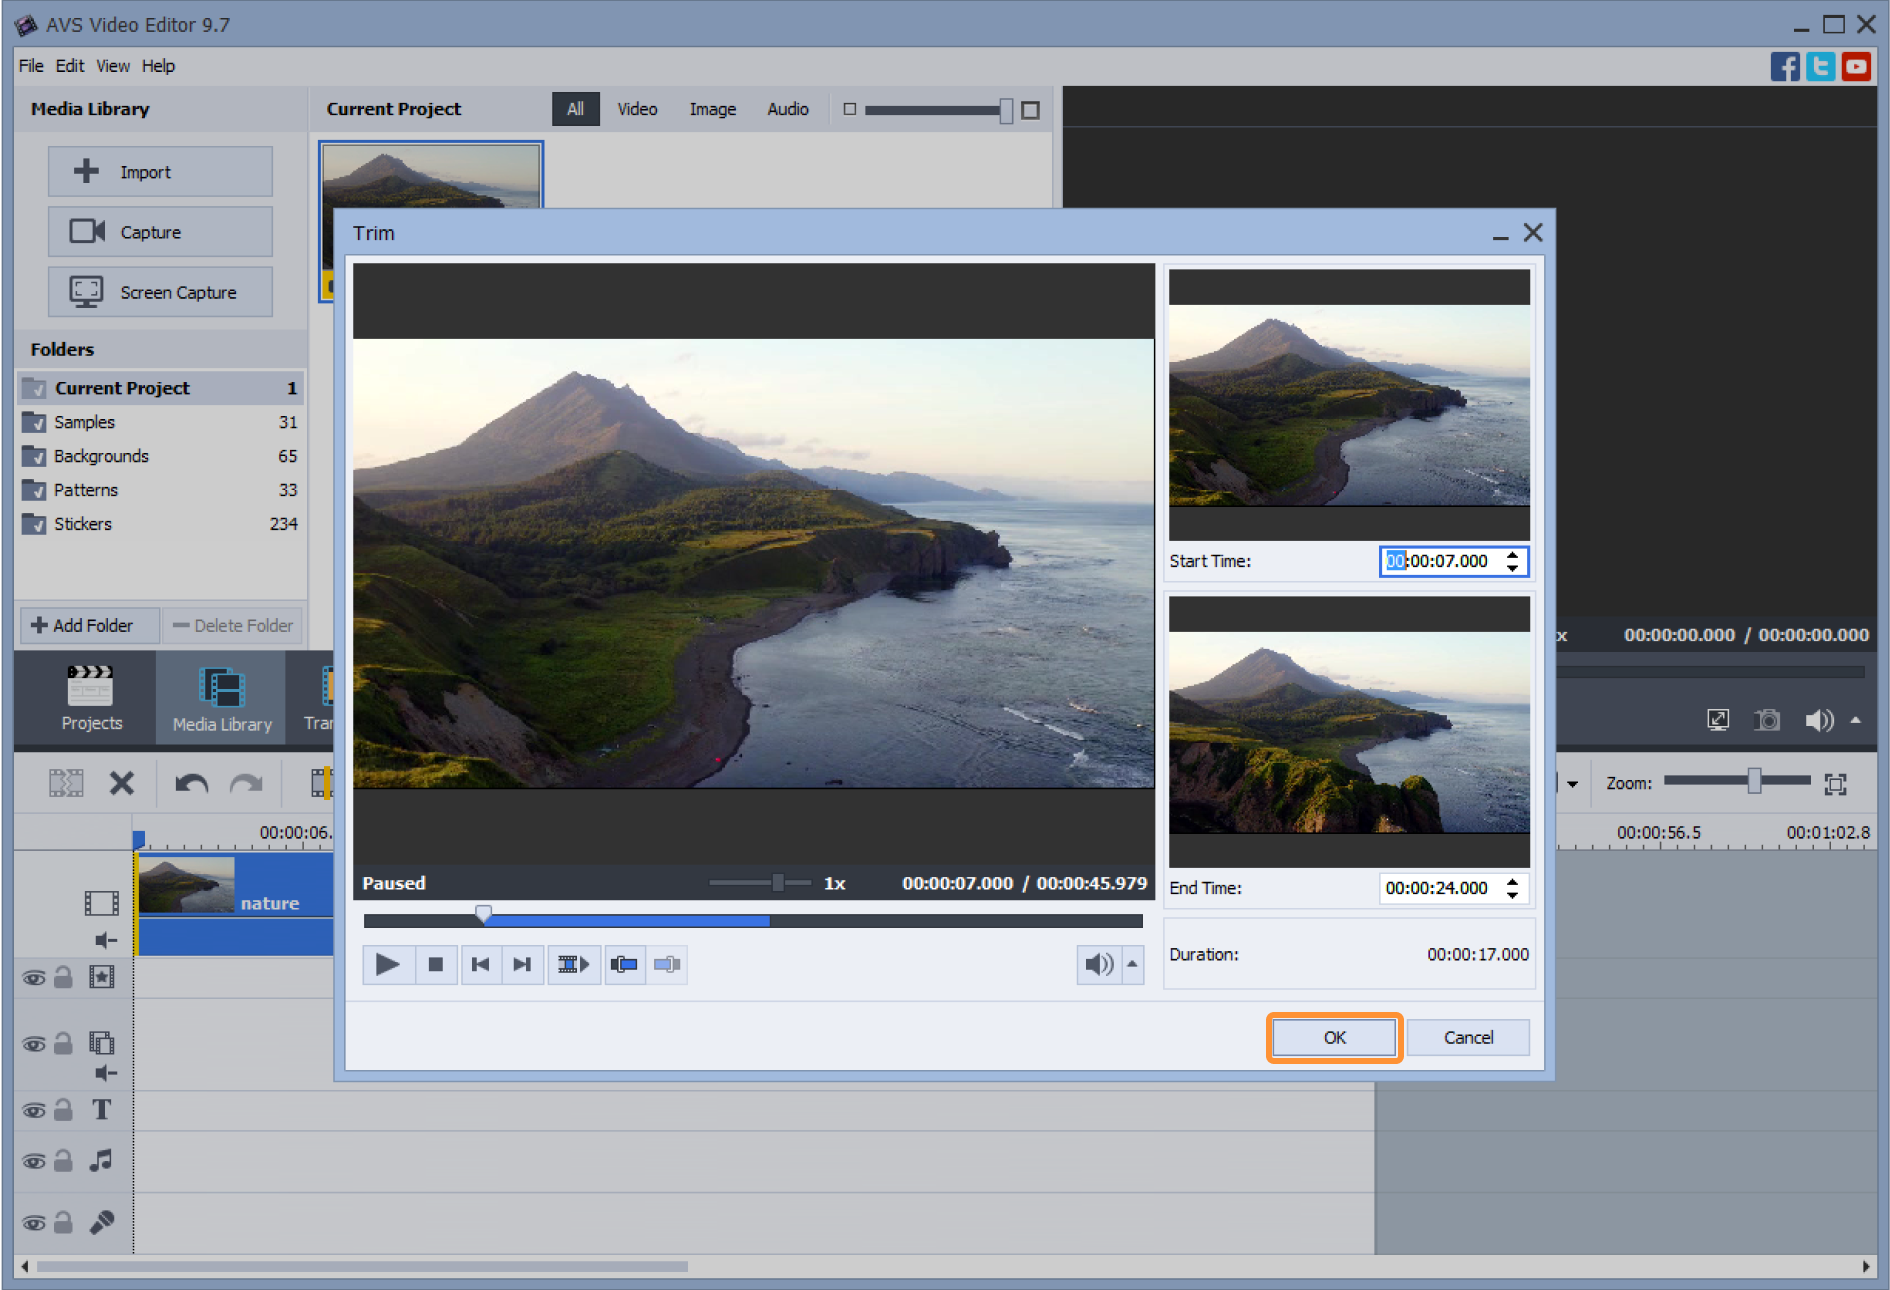 AVS Video Editor 9.7
File Edit View Help
Media Library
Current Project
All Video Image Audio
Import
Capture
Screen Capture
Folders
Current Project 1
Samples 31
Backgrounds 65
Patterns 33
Stickers 234
Add Folder Delete Folder
Projects
Media Library
Tra
Trim
Paused
1x
00:00:07.000 / 00:00:45.979
Start Time: 00:00:07.000
End Time: 00:00:24.000
Duration: 00:00:17.000
OK Cancel
x 00:00:00.000 / 00:00:00.000
Zoom:
00:00:06. 00:00:56.5 00:01:02.8
nature
T